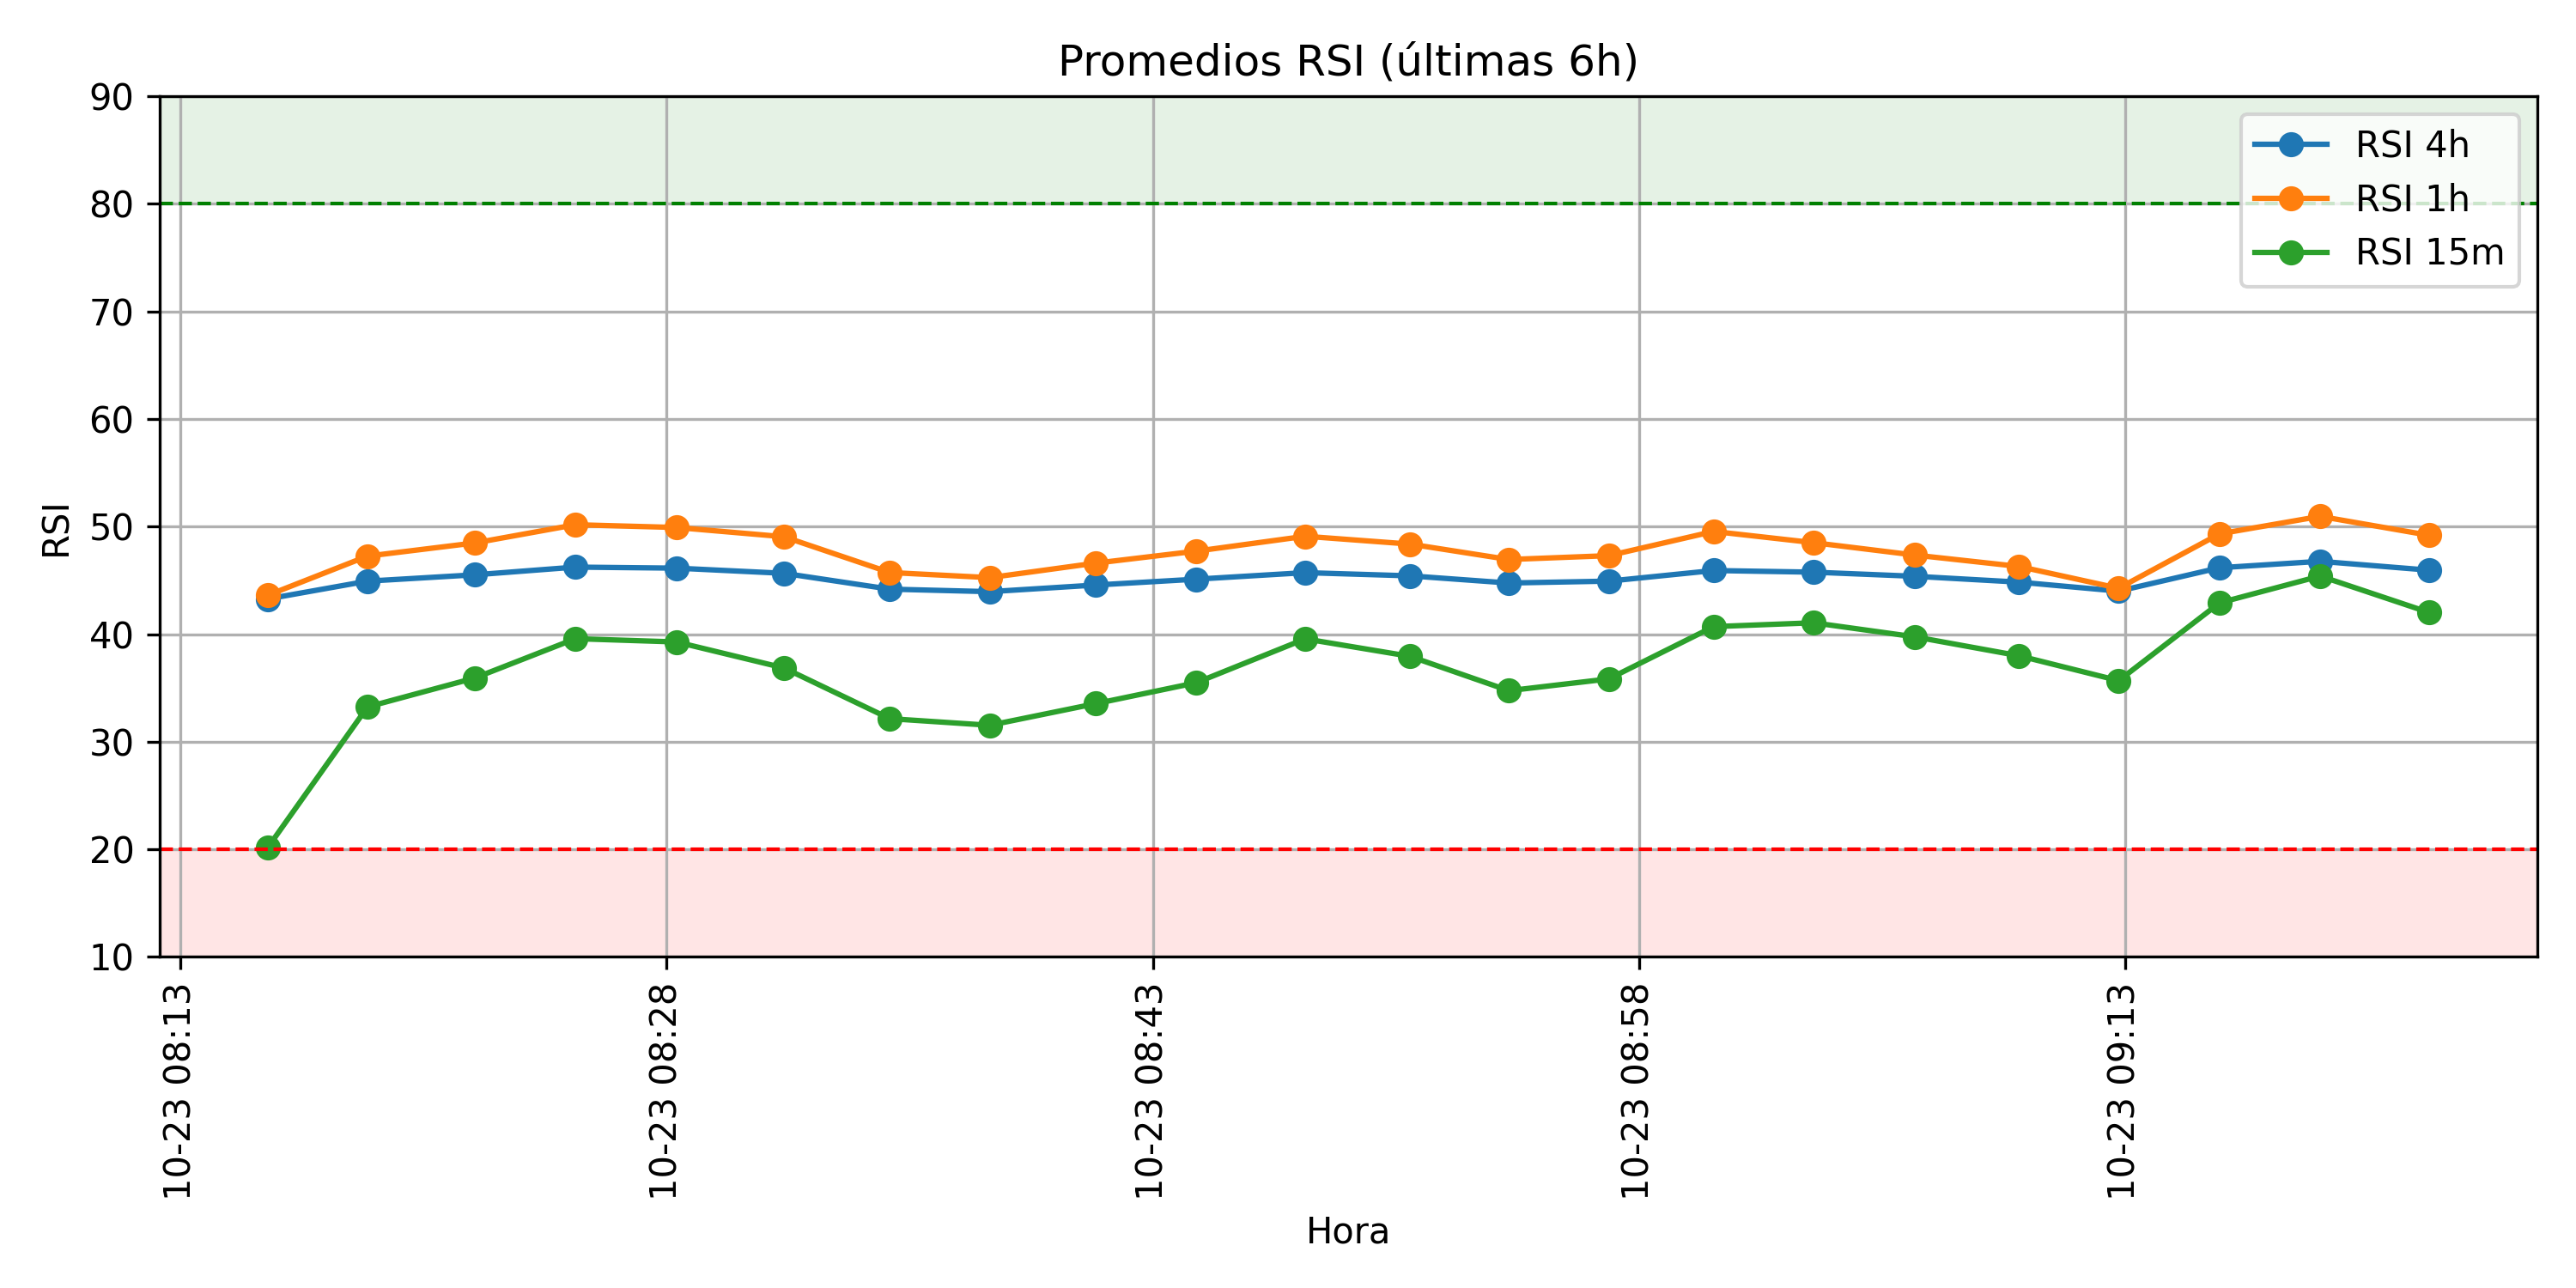 Promedios RSI (últimas 6h)
90
80
70
60
50
40
30
20
10
RSI
RSI 4h
RSI 1h
RSI 15m
10-23 08:13
10-23 08:28
10-23 08:43
10-23 08:58
10-23 09:13
Hora